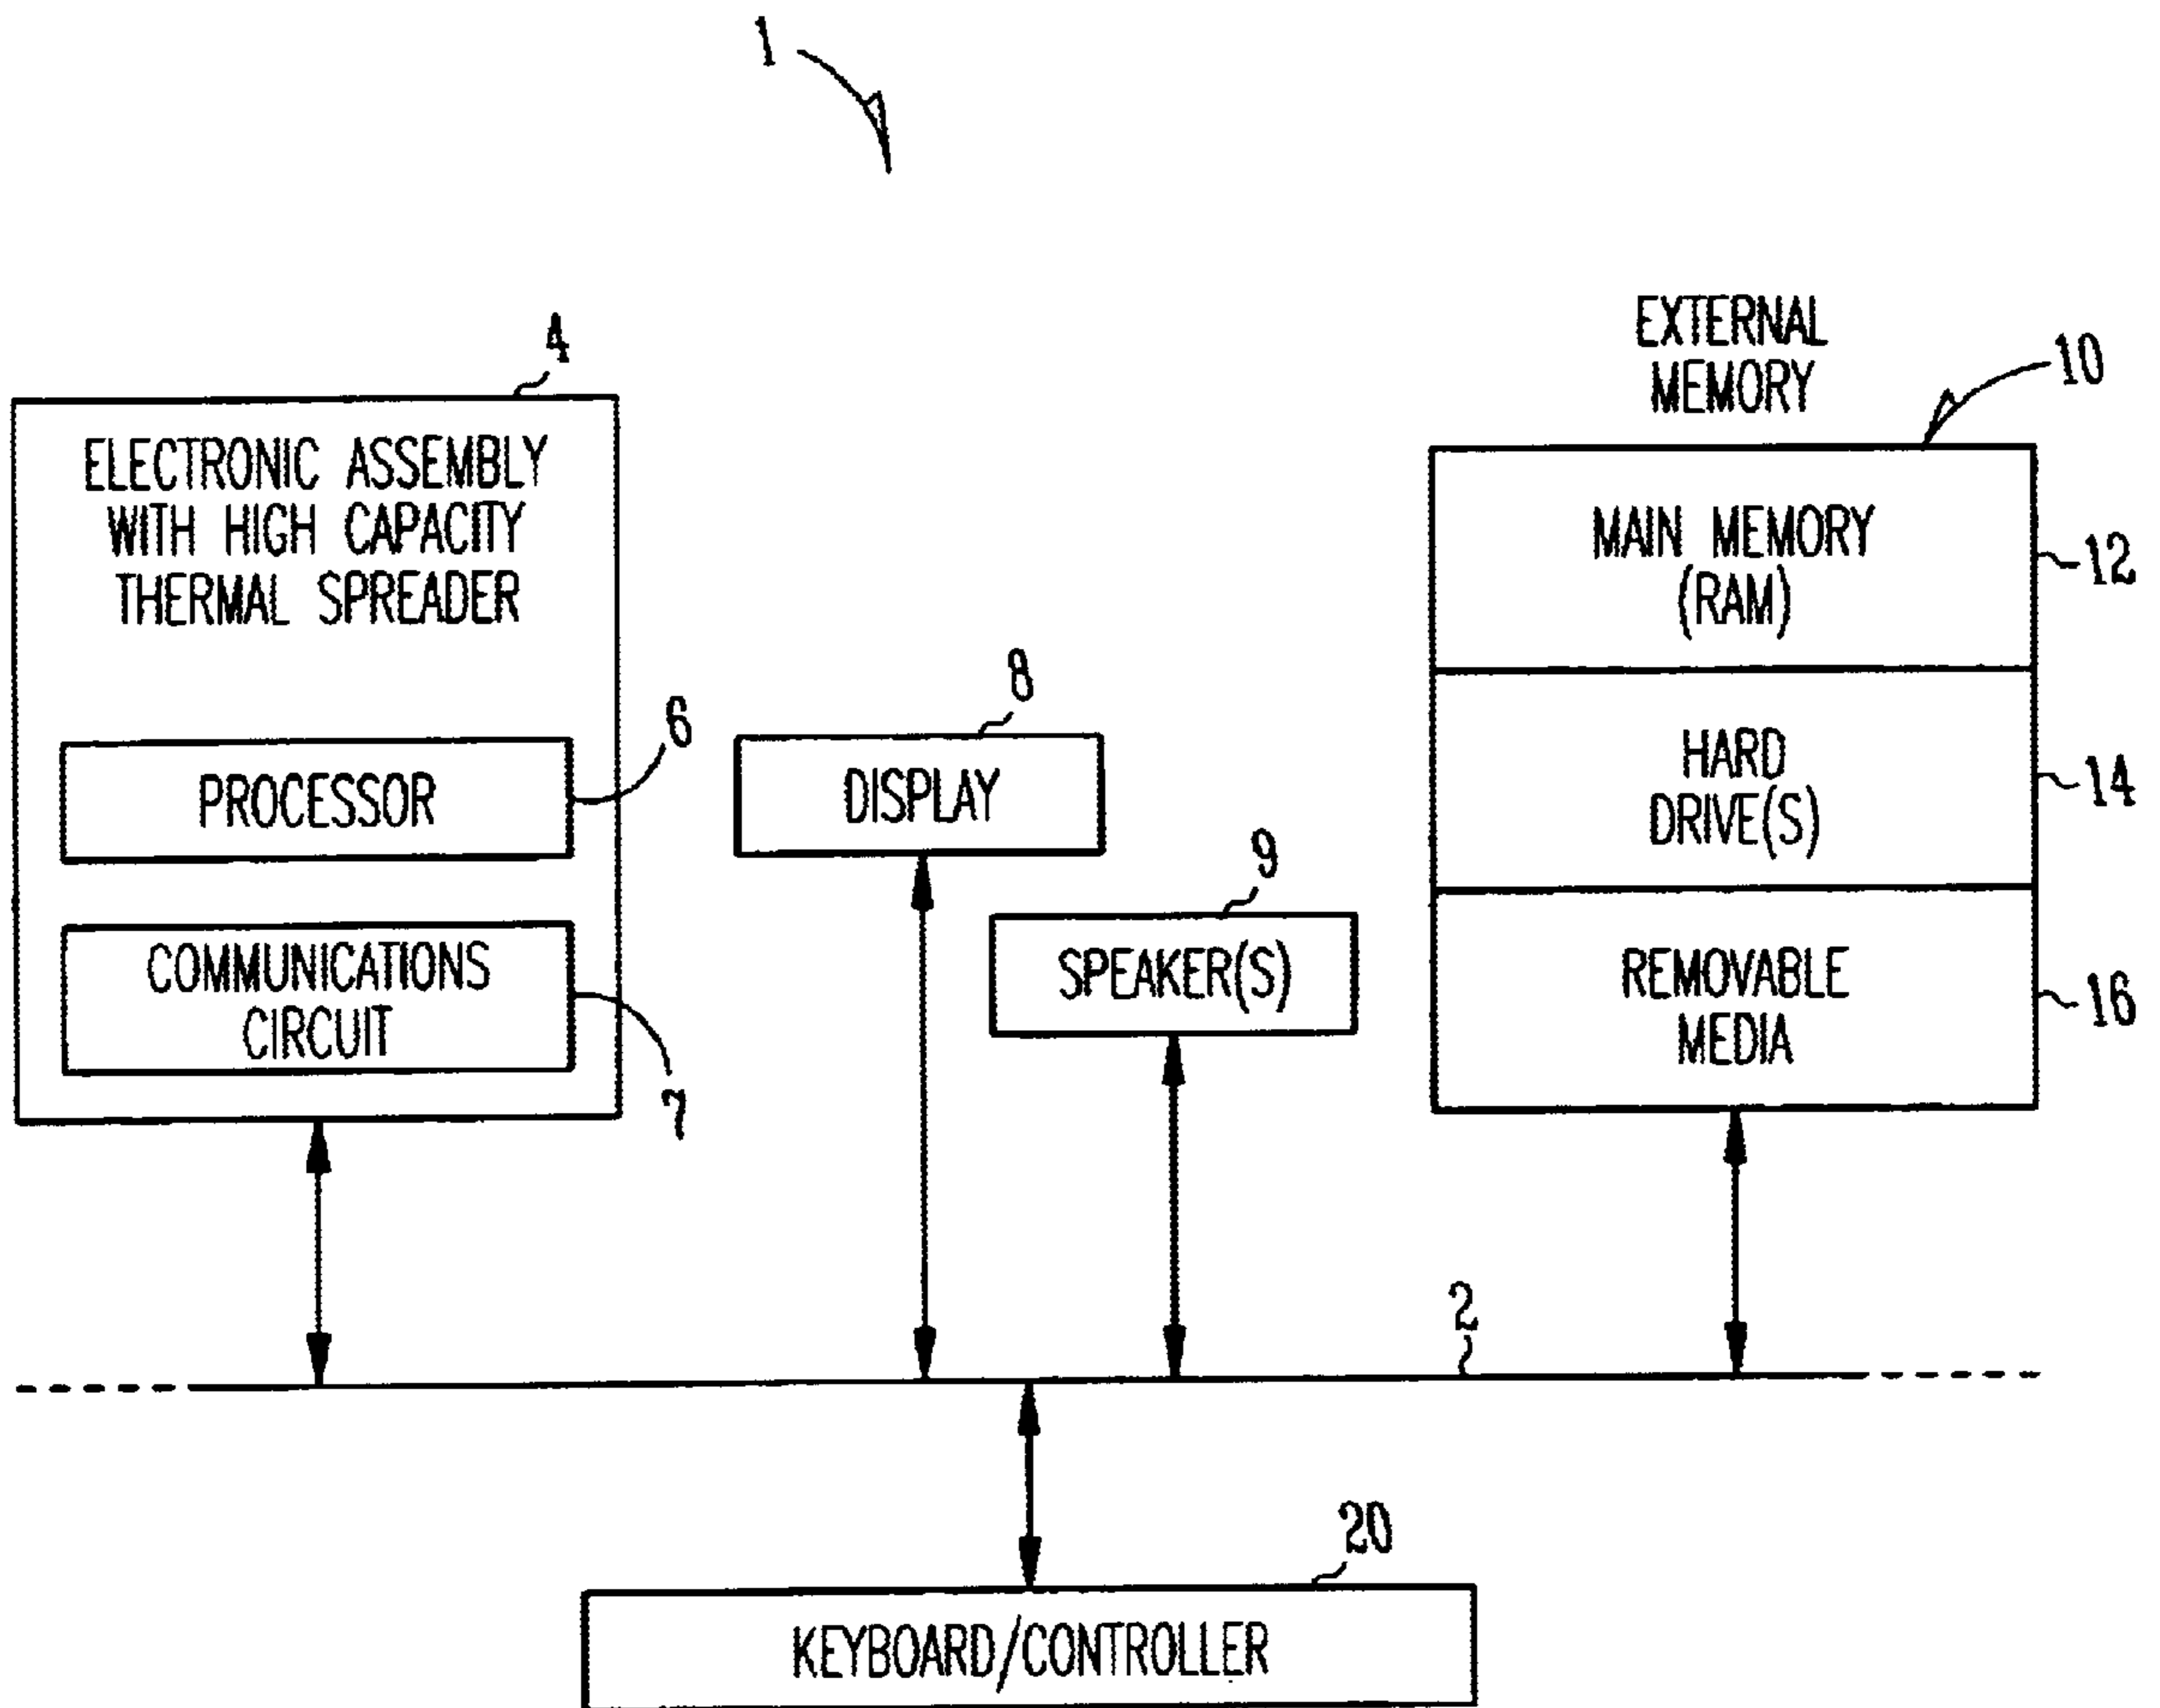 1
4
ELECTRONIC ASSEMBLY
WITH HIGH CAPACITY
THERMAL SPREADER
PROCESSOR
6
COMMUNICATIONS
CIRCUIT
7
8
DISPLAY
9
SPEAKER(S)
EXTERNAL
MEMORY
10
MAIN MEMORY
(RAM)
12
HARD
DRIVE(S)
14
REMOVABLE
MEDIA
16
2
20
KEYBOARD/CONTROLLER